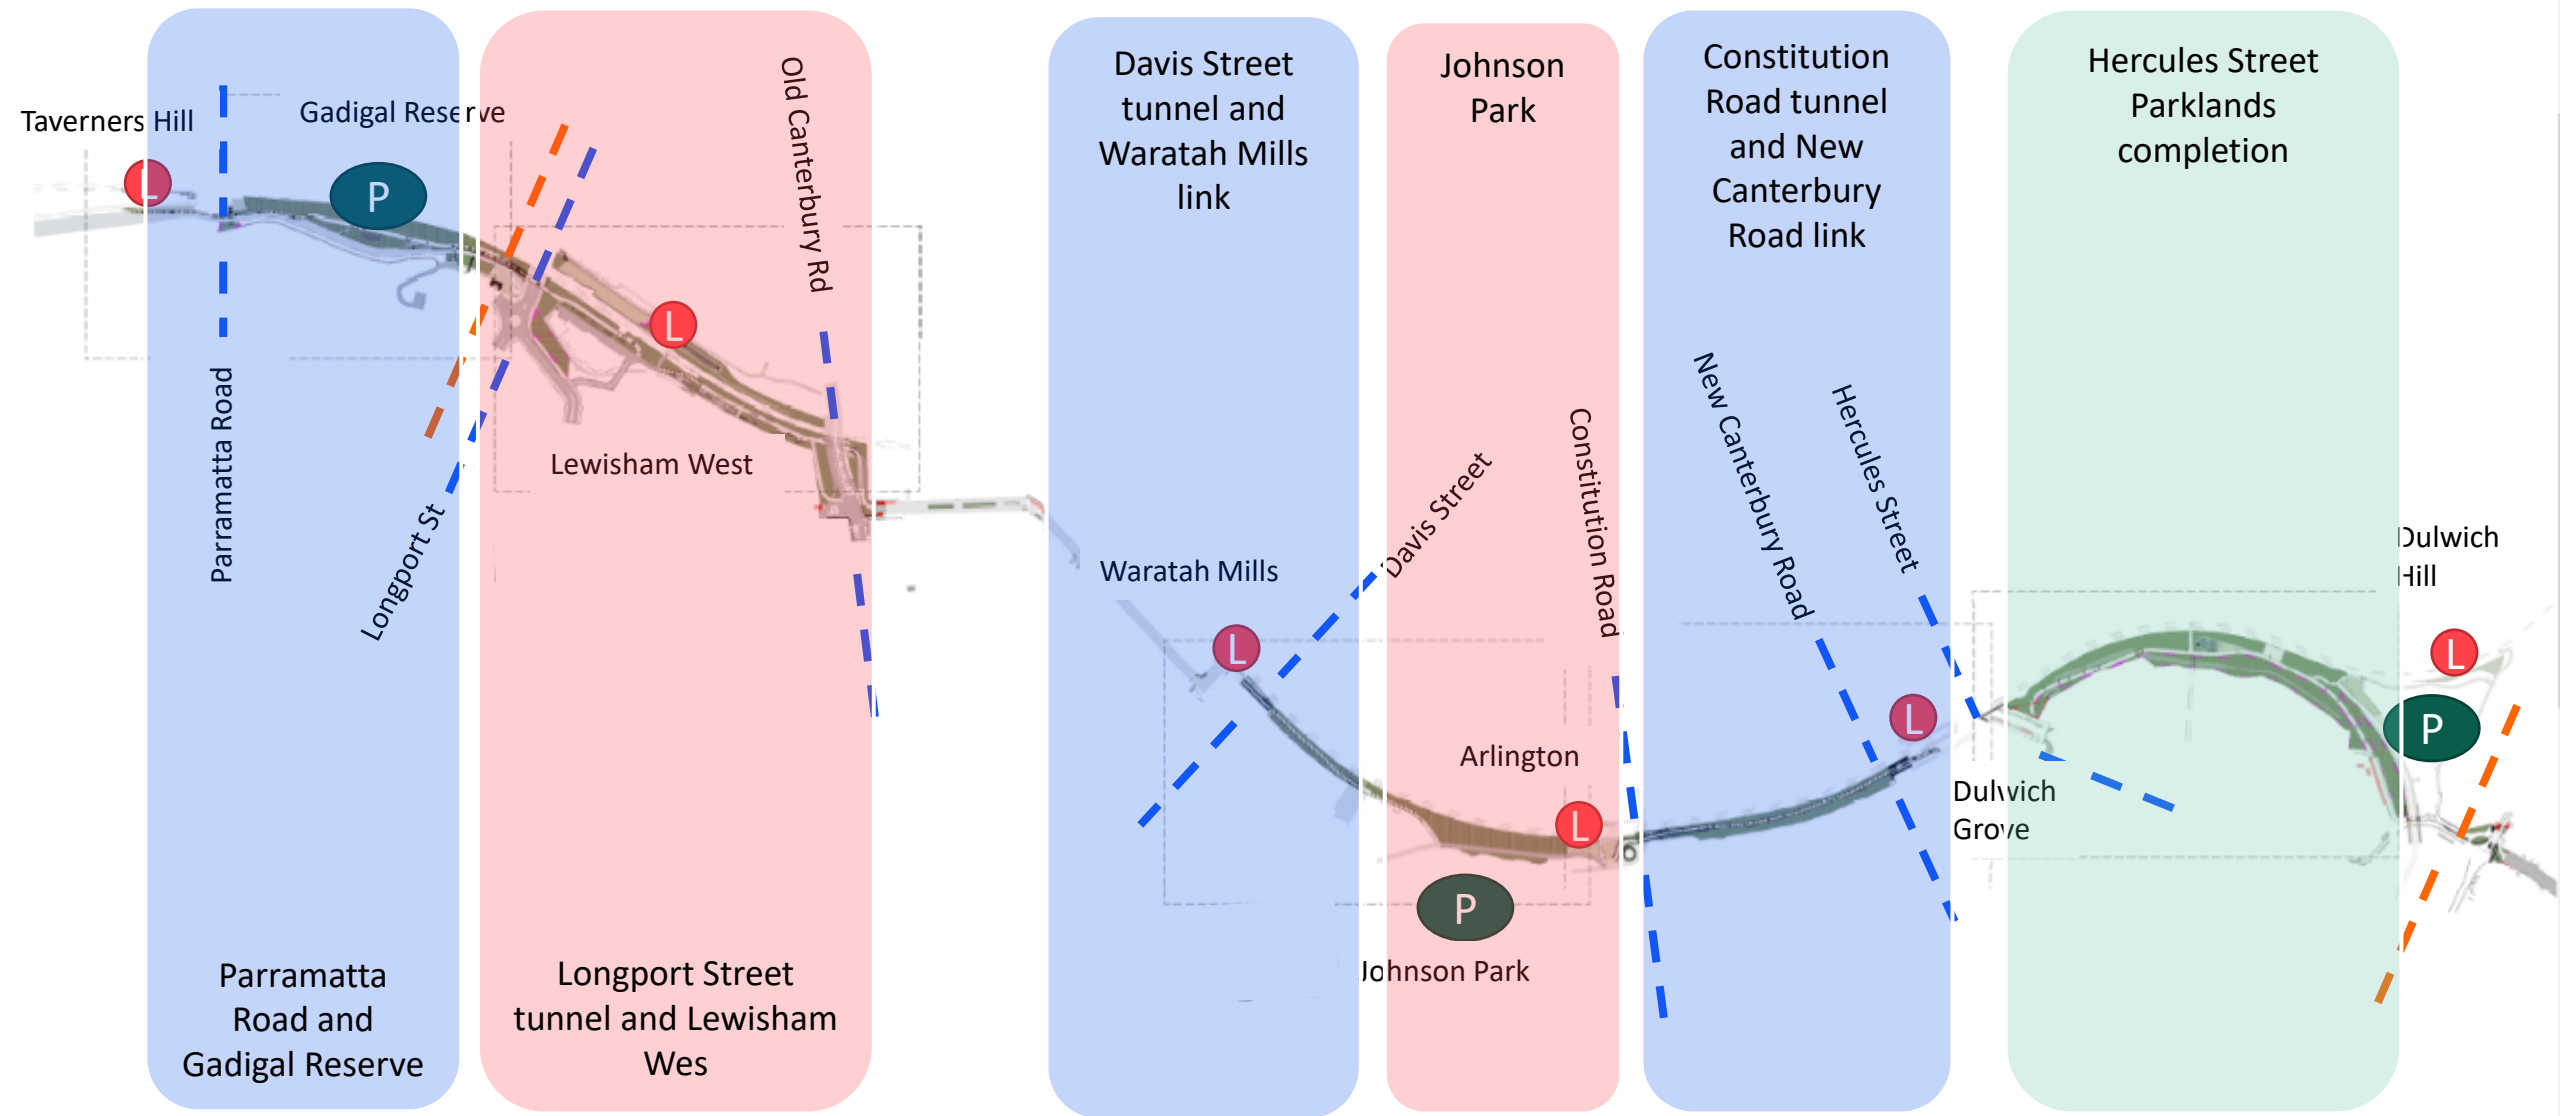 Davis Street
tunnel and
Waratah Mills
link
Johnson
Park
Constitution
Road tunnel
and New
Canterbury
Road link
Hercules Street
Parklands
completion
Taverners Hill
Gadigal Reserve
L
P
Parramatta Road
Longport St
Old Canterbury Rd
L
Lewisham West
Waratah Mills
L
Davis Street
Constitution Road
Arlington
L
P
Johnson Park
New Canterbury Road
Hercules Street
L
Dulwich
Grove
Dulwich
Hill
L
P
Parramatta
Road and
Gadigal Reserve
Longport Street
tunnel and Lewisham
Wes